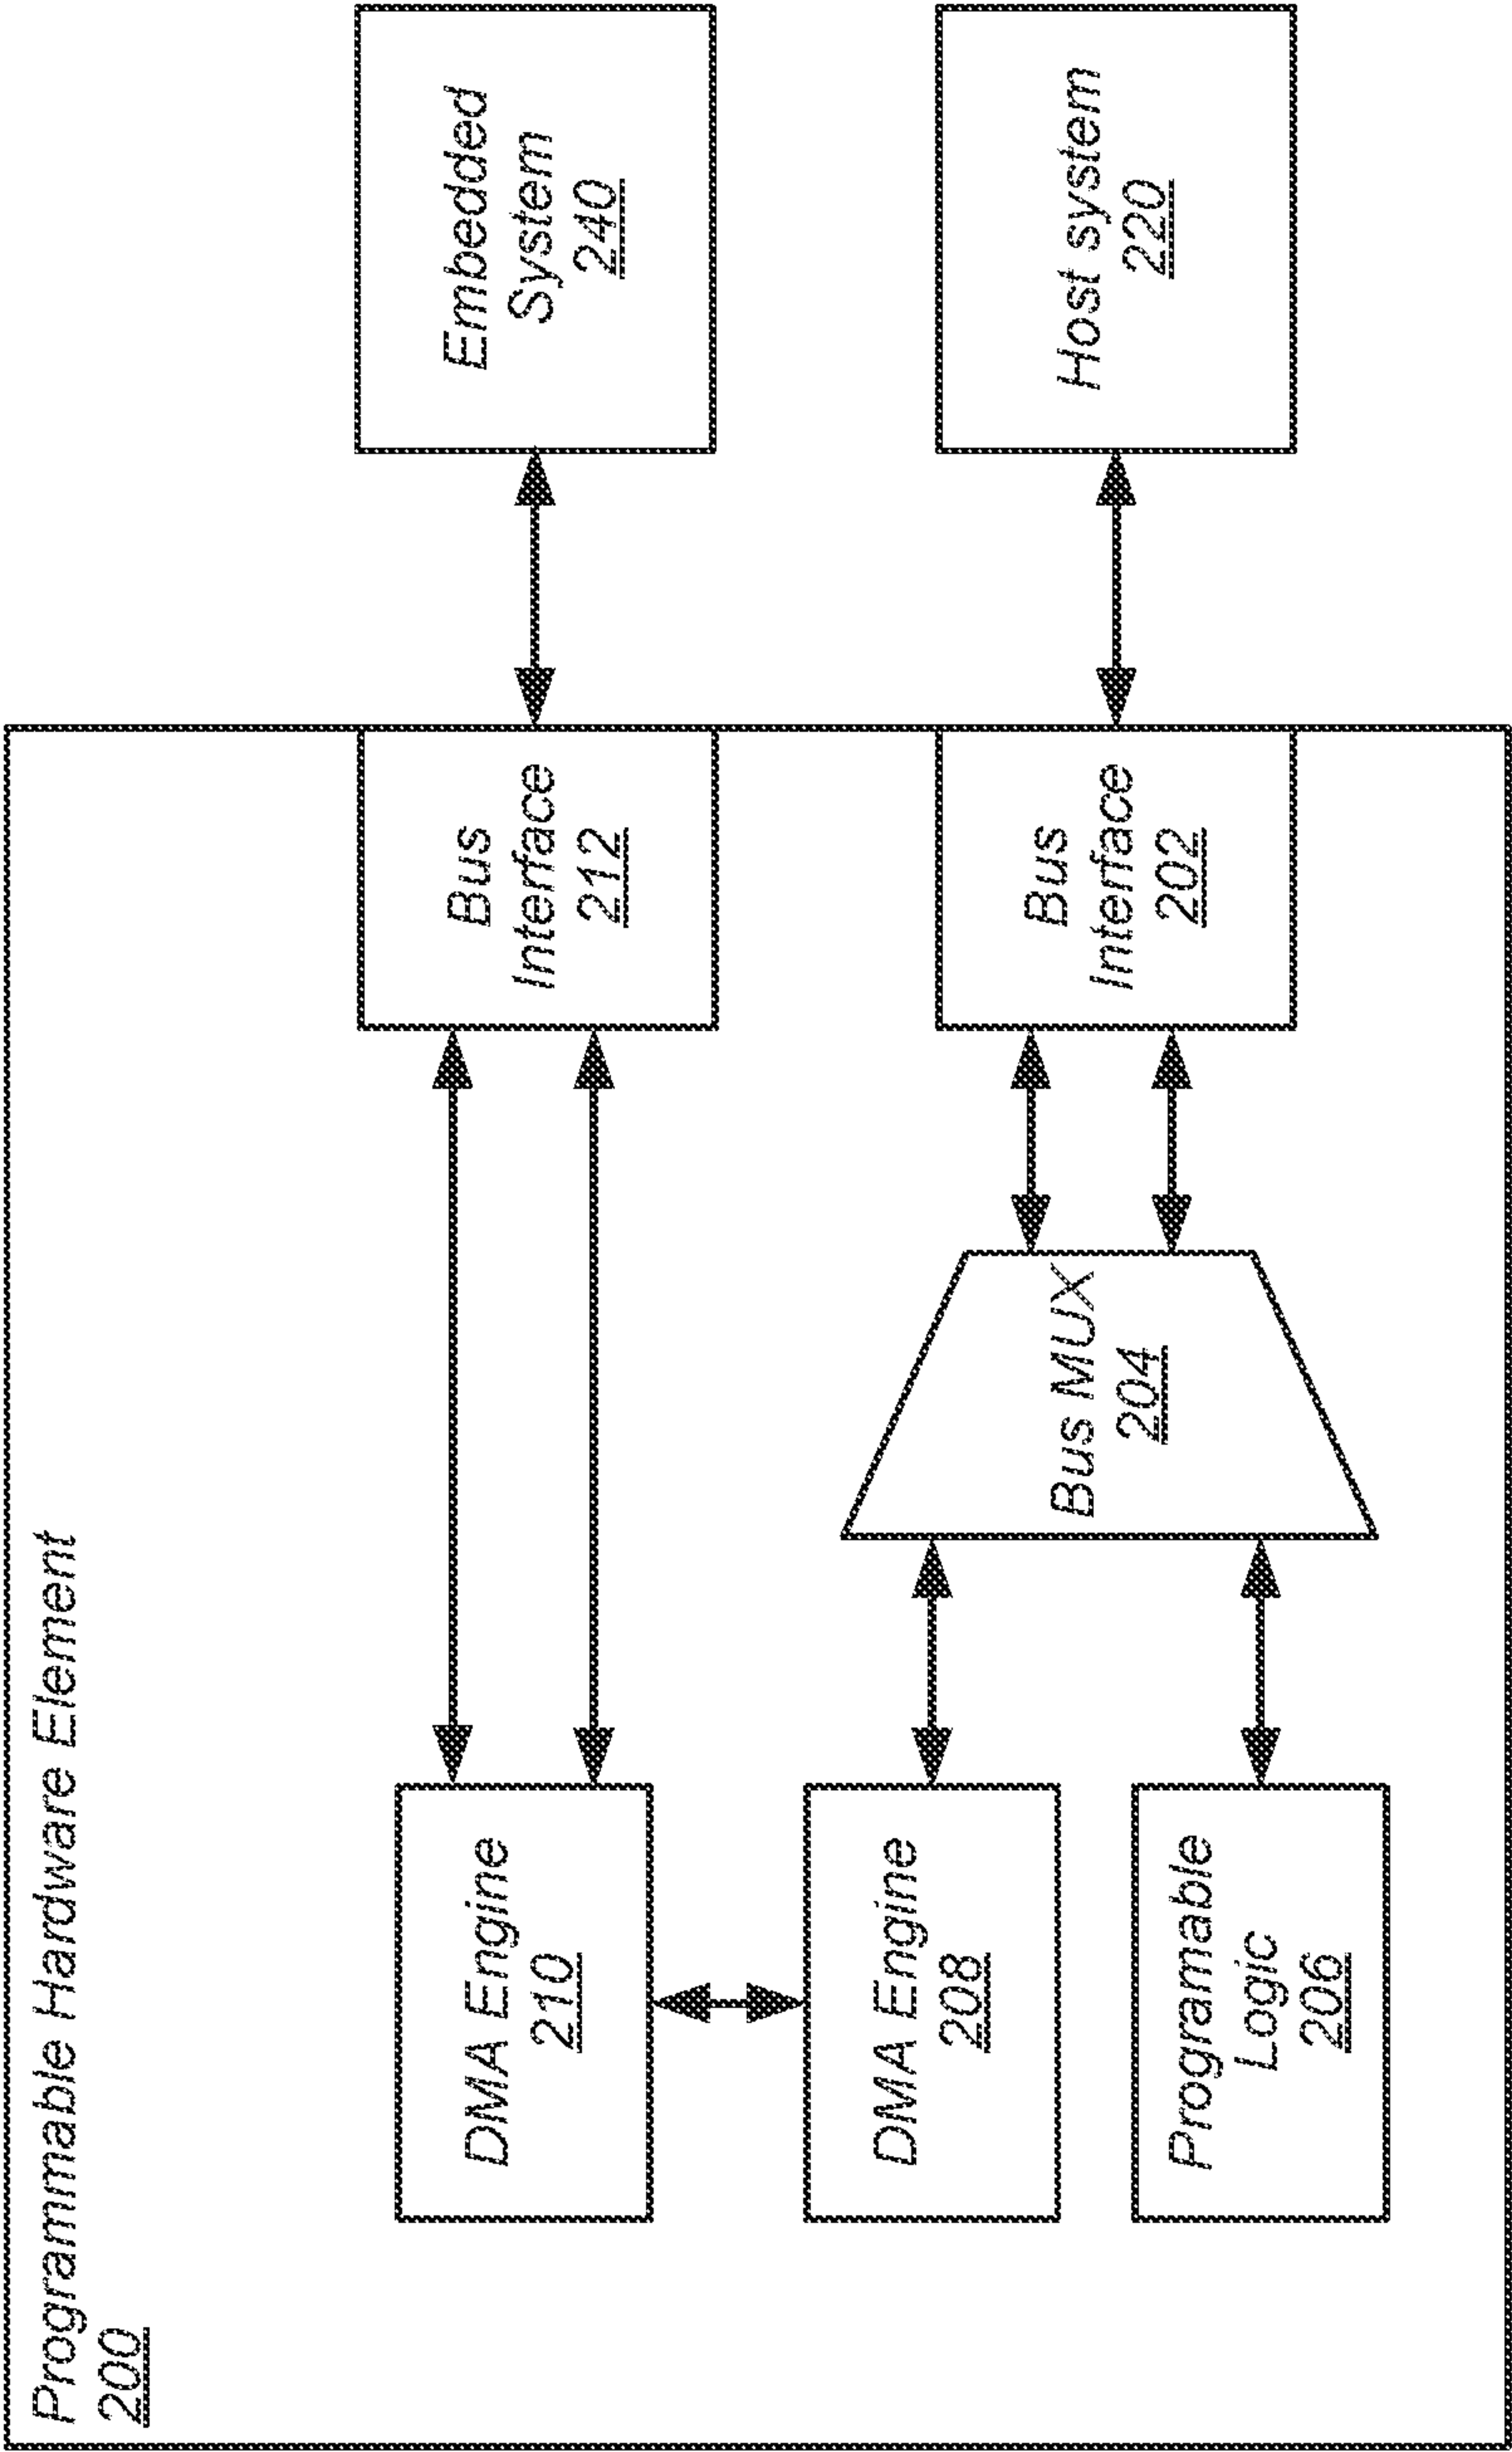 Programmable Hardware Element
200
DMA Engine
210
Bus
Interface
212
Embedded
System
240
DMA Engine
208
Programable
Logic
206
Bus MUX
204
Bus
Interface
202
Host system
220